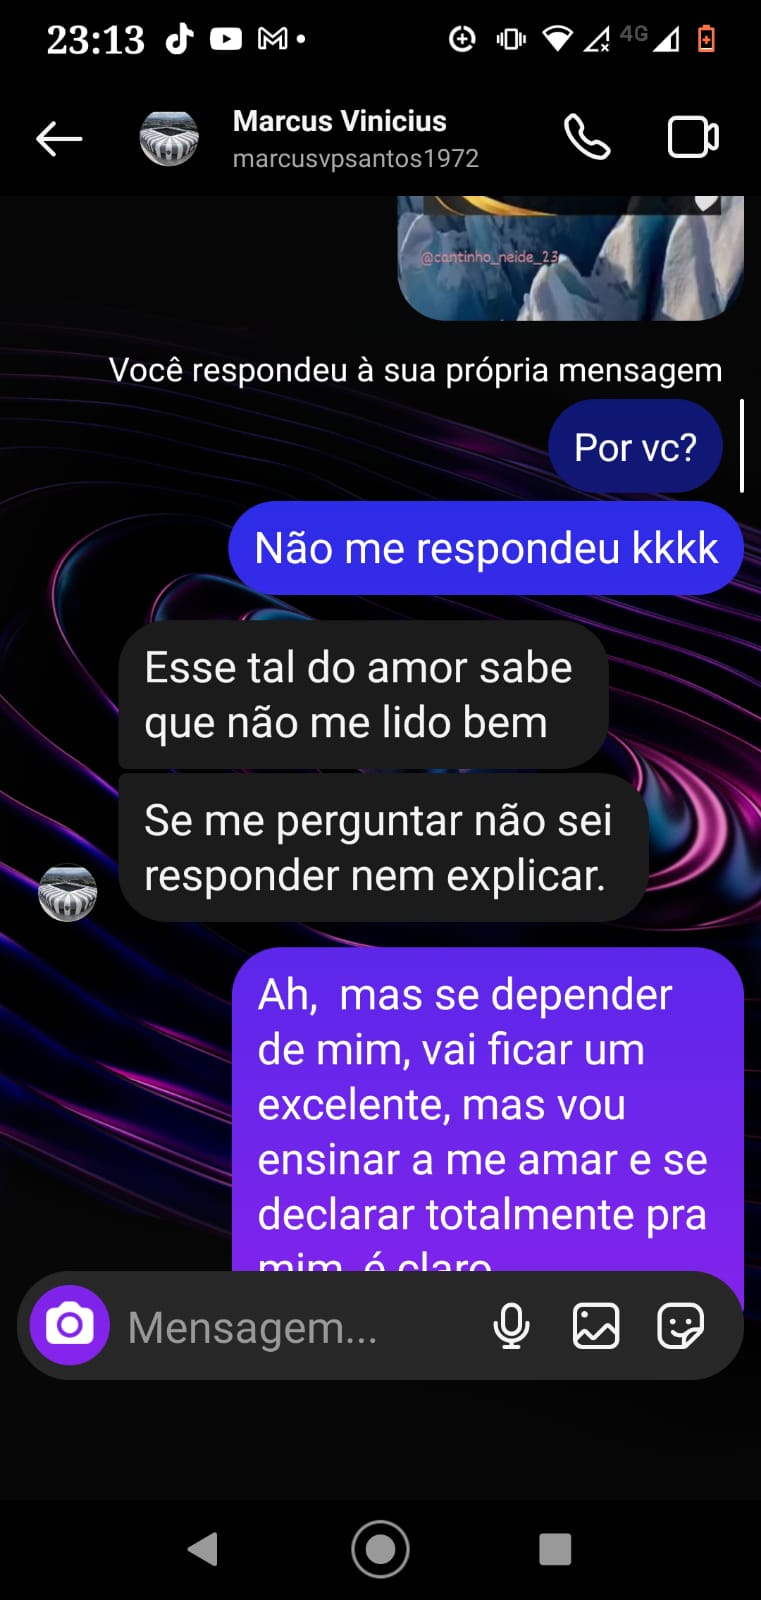 23:13
4G
Marcus Vinicius
marcusvpsantos1972
@cantinho_neide_23
Você respondeu à sua própria mensagem
Por vc?
Não me respondeu kkkk
Esse tal do amor sabe
que não me lido bem
Se me perguntar não sei
responder nem explicar.
Ah,  mas se depender
de mim, vai ficar um
excelente, mas vou
ensinar a me amar e se
declarar totalmente pra
mim, é claro
Mensagem...